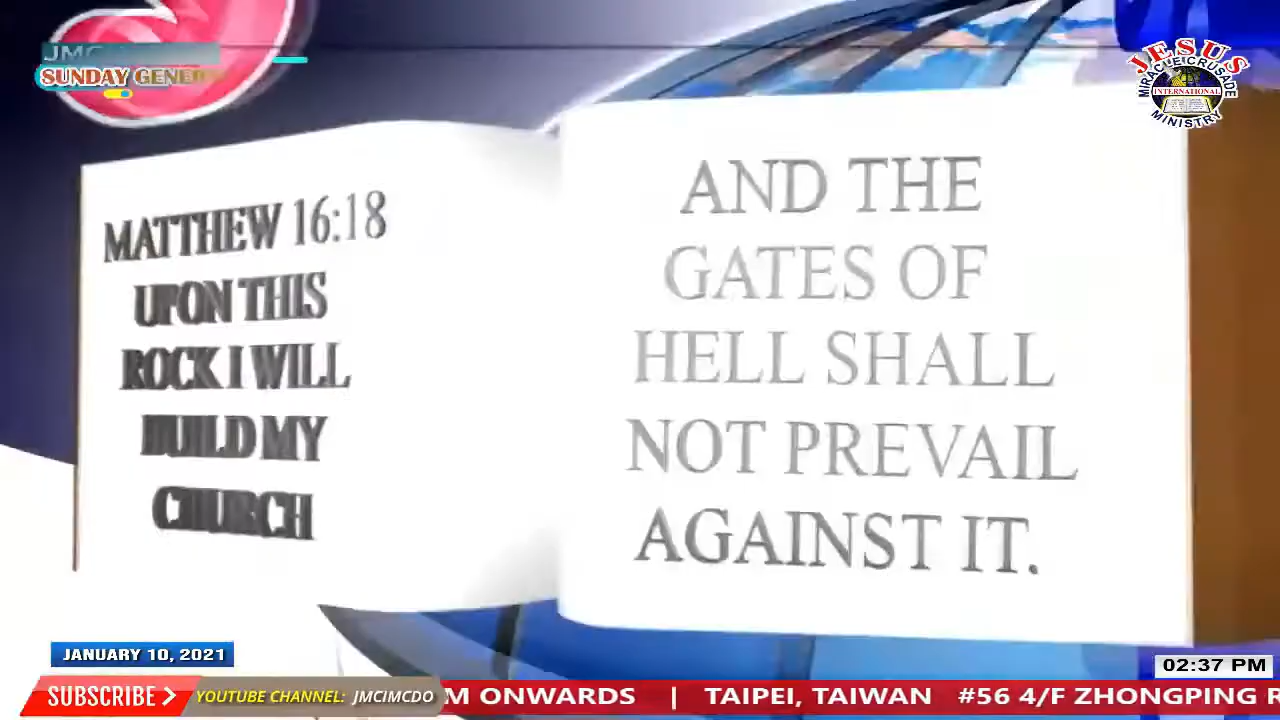 JMC
SUNDAY GENER
JESUS
MIRACLE CRUSADE
INTERNATIONAL
MINISTRY
MATTHEW 16:18
UPON THIS
ROCK I WILL
BUILD MY
CHURCH
AND THE
GATES OF
HELL SHALL
NOT PREVAIL
AGAINST IT.
JANUARY 10, 2021
02:37 PM
SUBSCRIBE
YOUTUBE CHANNEL: JMCIMCDO
M ONWARDS | TAIPEI, TAIWAN #56 4/F ZHONGPING R